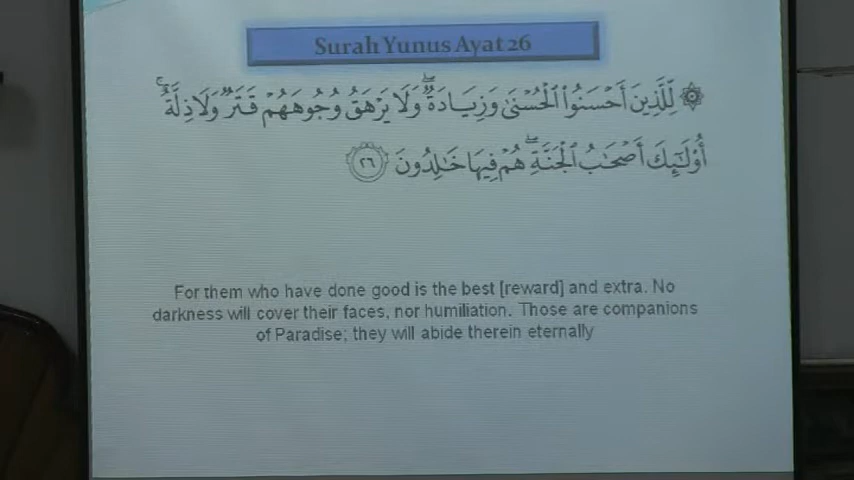 Surah Yunus Ayat 26
۞ لِّلَّذِينَ أَحْسَنُوا۟ ٱلْحُسْنَىٰ وَزِيَادَةٌ ۖ وَلَا يَرْهَقُ وُجُوهَهُمْ قَتَرٌ وَلَا ذِلَّةٌ ۚ
أُو۟لَـٰٓئِكَ أَصْحَـٰبُ ٱلْجَنَّةِ ۖ هُمْ فِيهَا خَـٰلِدُونَ ٢٦
For them who have done good is the best [reward] and extra. No
darkness will cover their faces, nor humiliation. Those are companions
of Paradise; they will abide therein eternally